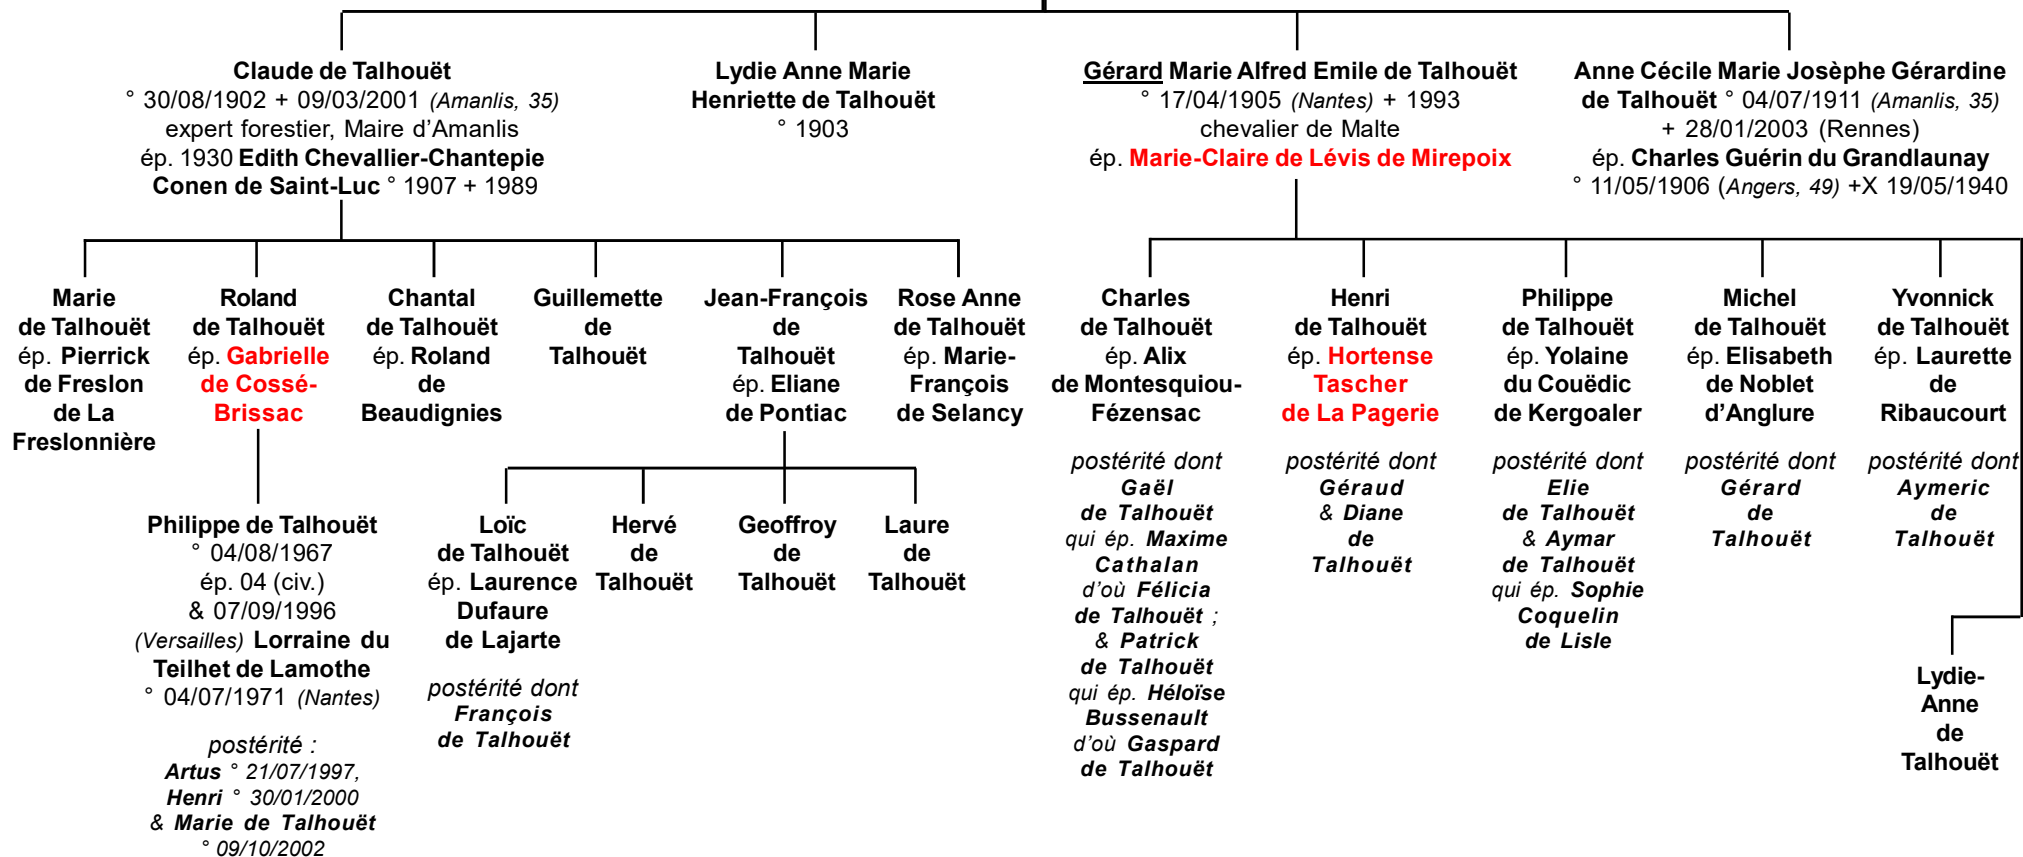 Claude de Talhouët
° 30/08/1902 + 09/03/2001 (Amanlis, 35)
expert forestier, Maire d’Amanlis
ép. 1930 Edith Chevallier-Chantepie
Conen de Saint-Luc ° 1907 + 1989
Lydie Anne Marie
Henriette de Talhouët
° 1903
Gérard Marie Alfred Emile de Talhouët
° 17/04/1905 (Nantes) + 1993
chevalier de Malte
ép. Marie-Claire de Lévis de Mirepoix
Anne Cécile Marie Josèphe Gérardine
de Talhouët ° 04/07/1911 (Amanlis, 35)
+ 28/01/2003 (Rennes)
ép. Charles Guérin du Grandlaunay
° 11/05/1906 (Angers, 49) +X 19/05/1940
Marie
de Talhouët
ép. Pierrick
de Freslon
de La
Freslonnière
Roland
de Talhouët
ép. Gabrielle
de Cossé-
Brissac
Chantal
de Talhouët
ép. Roland
de
Beaudignies
Guillemette
de
Talhouët
Jean-François
de
Talhouët
ép. Eliane
de Pontiac
Rose Anne
de Talhouët
ép. Marie-
François
de Selancy
Charles
de Talhouët
ép. Alix
de Montesquiou-
Fézensac
postérité dont
Gaël
de Talhouët
qui ép. Maxime
Cathalan
d’où Félicia
de Talhouët ;
& Patrick
de Talhouët
qui ép. Héloïse
Bussenault
d’où Gaspard
de Talhouët
Henri
de Talhouët
ép. Hortense
Tascher
de La Pagerie
postérité dont
Géraud
& Diane
de
Talhouët
Philippe
de Talhouët
ép. Yolaine
du Couëdic
de Kergoaler
postérité dont
Elie
de Talhouët
& Aymar
de Talhouët
qui ép. Sophie
Coquelin
de Lisle
Michel
de Talhouët
ép. Elisabeth
de Noblet
d’Anglure
postérité dont
Gérard
de
Talhouët
Yvonnick
de Talhouët
ép. Laurette
de
Ribaucourt
postérité dont
Aymeric
de
Talhouët
Philippe de Talhouët
° 04/08/1967
ép. 04 (civ.)
& 07/09/1996
(Versailles) Lorraine du
Teilhet de Lamothe
° 04/07/1971 (Nantes)
postérité :
Artus ° 21/07/1997,
Henri ° 30/01/2000
& Marie de Talhouët
° 09/10/2002
Loïc
de Talhouët
ép. Laurence
Dufaure
de Lajarte
postérité dont
François
de Talhouët
Hervé
de
Talhouët
Geoffroy
de
Talhouët
Laure
de
Talhouët
Lydie-
Anne
de
Talhouët